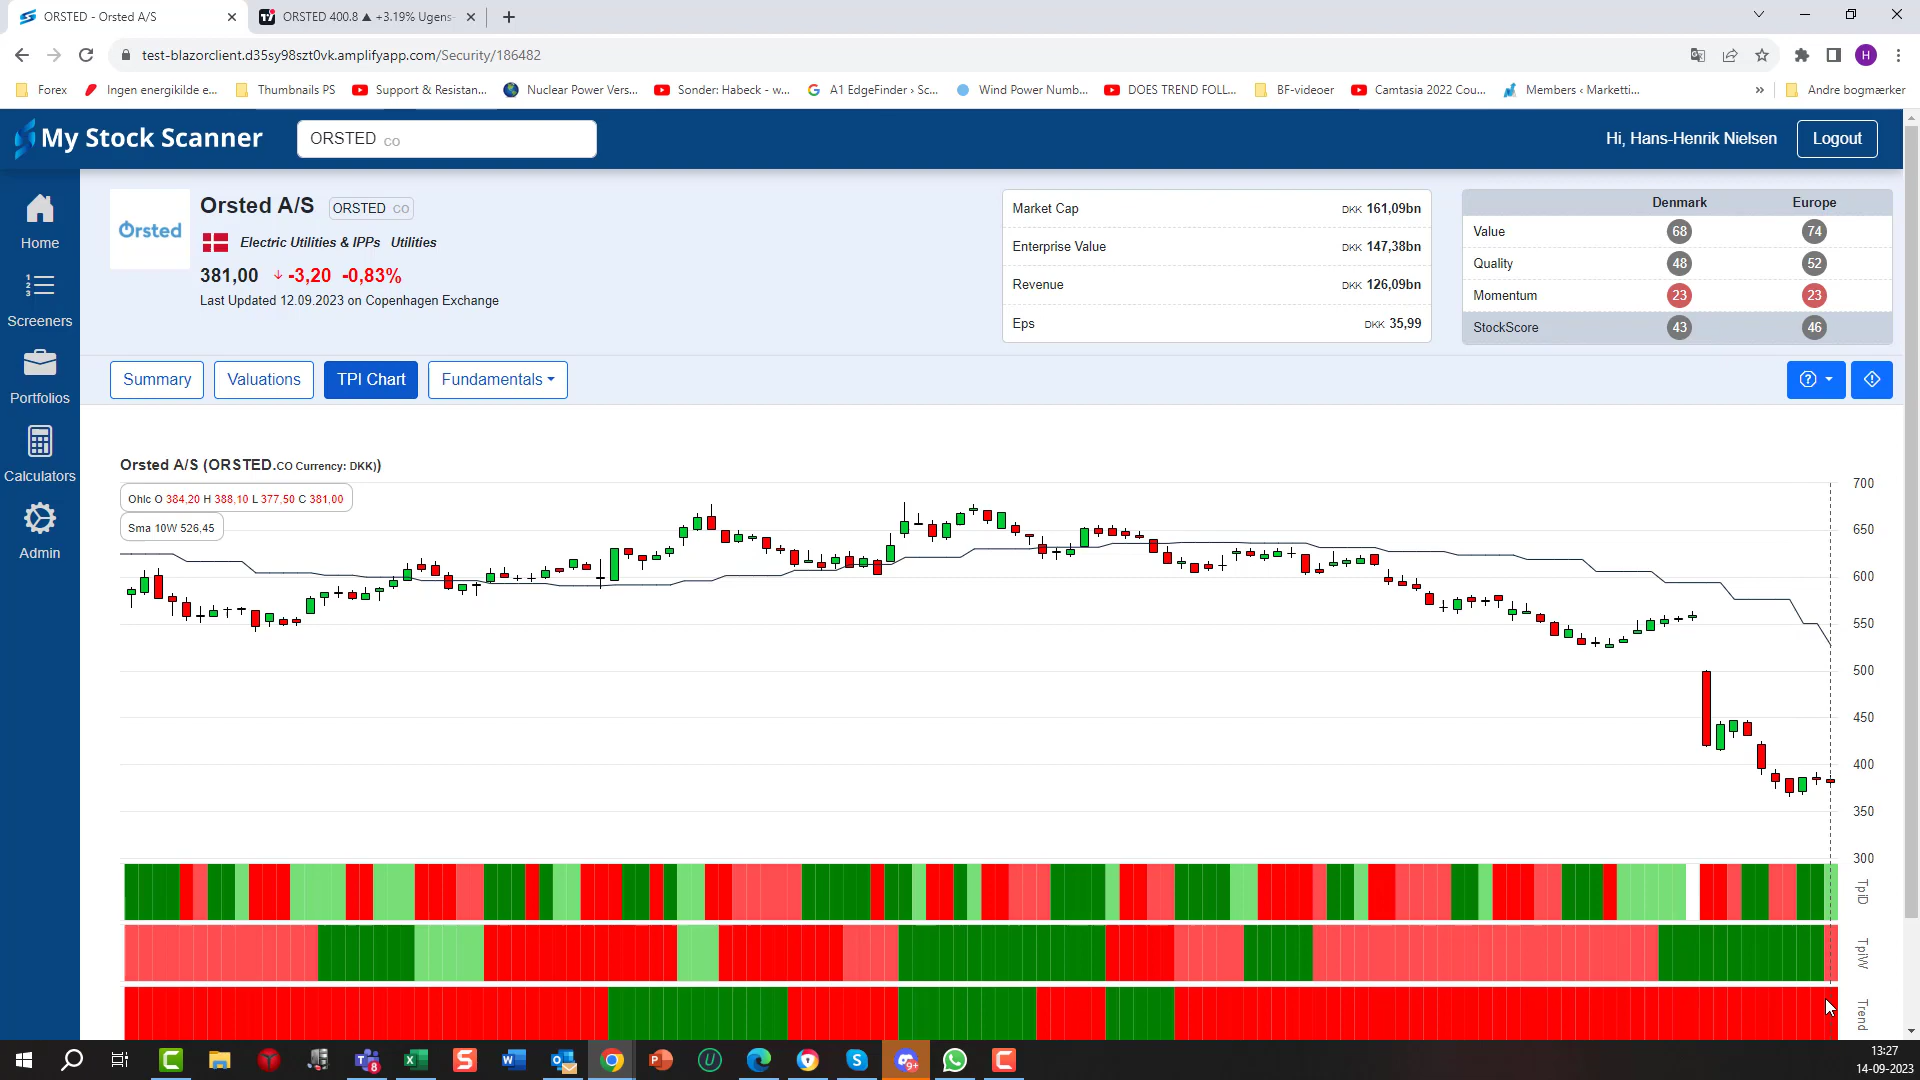 ORSTED - Orsted A/S
ORSTED 400.8 ▲ +3.19% Ugens
test-blazorclient.d35sy98szt0vk.amplifyapp.com/Security/186482
H
Forex
Ingen energikilde e...
Thumbnails PS
Support & Resistan...
Nuclear Power Vers...
Sonder: Habeck - w...
A1 EdgeFinder › Sc...
Wind Power Numb...
DOES TREND FOLL...
BF-videoer
Camtasia 2022 Cou...
Members ‹ Marketti...
»
Andre bogmærker
My Stock Scanner
ORSTED CO
Hi, Hans-Henrik Nielsen
Logout
Home
Screeners
Portfolios
Calculators
Admin
Ørsted
Orsted A/S
ORSTED CO
Electric Utilities & IPPs Utilities
381,00 -3,20 -0,83%
Last Updated 12.09.2023 on Copenhagen Exchange
Market Cap DKK 161,09bn
Enterprise Value DKK 147,38bn
Revenue DKK 126,09bn
Eps DKK 35,99
Denmark Europe
Value 68 74
Quality 48 52
Momentum 23 23
StockScore 43 46
Summary
Valuations
TPI Chart
Fundamentals
Orsted A/S (ORSTED.CO Currency: DKK))
Ohlc O 384,20 H 388,10 L 377,50 C 381,00
Sma 10W 526,45
700
650
600
550
500
450
400
350
300
TpiD
TpiW
Trend
8
9+
13:27
14-09-2023